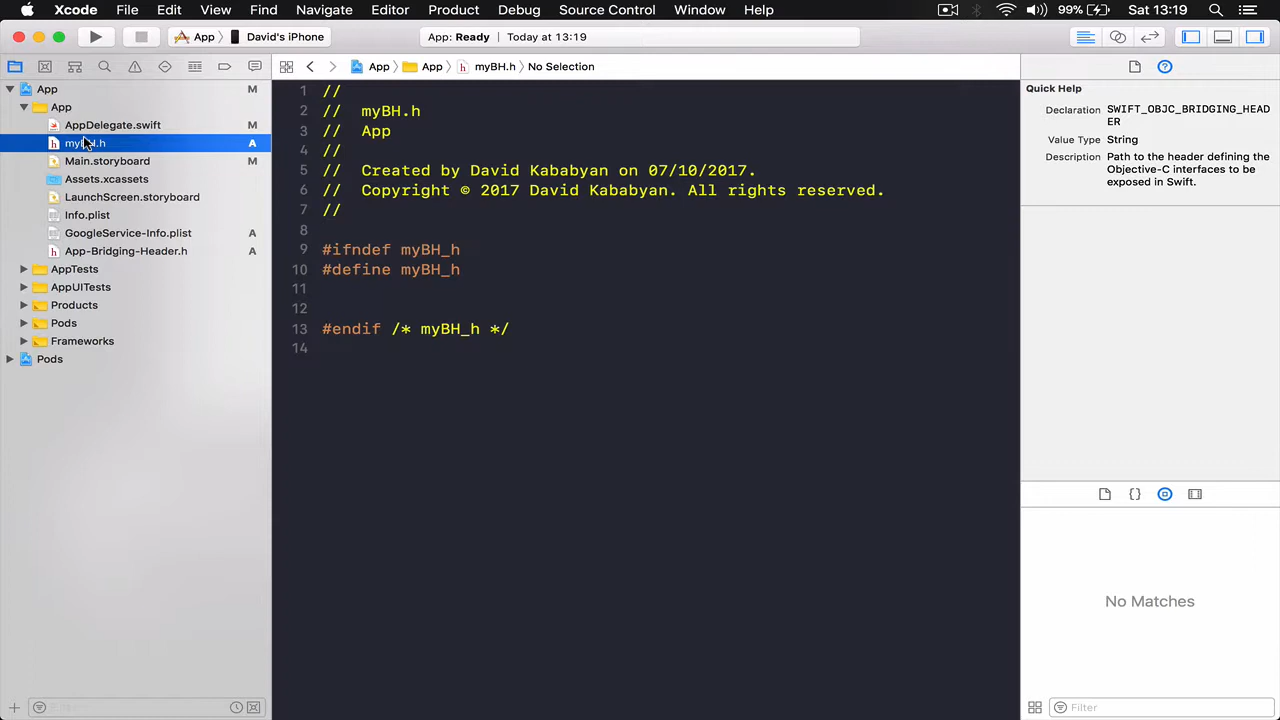 Xcode File Edit View Find Navigate Editor Product Debug Source Control Window Help 99% Sat 13:19
App David's iPhone App: Ready Today at 13:19
App App myBH.h No Selection
App M
App
AppDelegate.swift M
myBH.h A
Main.storyboard M
Assets.xcassets
LaunchScreen.storyboard
Info.plist
GoogleService-Info.plist A
App-Bridging-Header.h A
AppTests
AppUITests
Products
Pods
Frameworks
Pods
1 //
2 // myBH.h
3 // App
4 //
5 // Created by David Kababyan on 07/10/2017.
6 // Copyright © 2017 David Kababyan. All rights reserved.
7 //
8
9 #ifndef myBH_h
10 #define myBH_h
11
12
13 #endif /* myBH_h */
14
Quick Help
Declaration SWIFT_OBJC_BRIDGING_HEAD
ER
Value Type String
Description Path to the header defining the
Objective-C interfaces to be
exposed in Swift.
No Matches
Filter
Filter